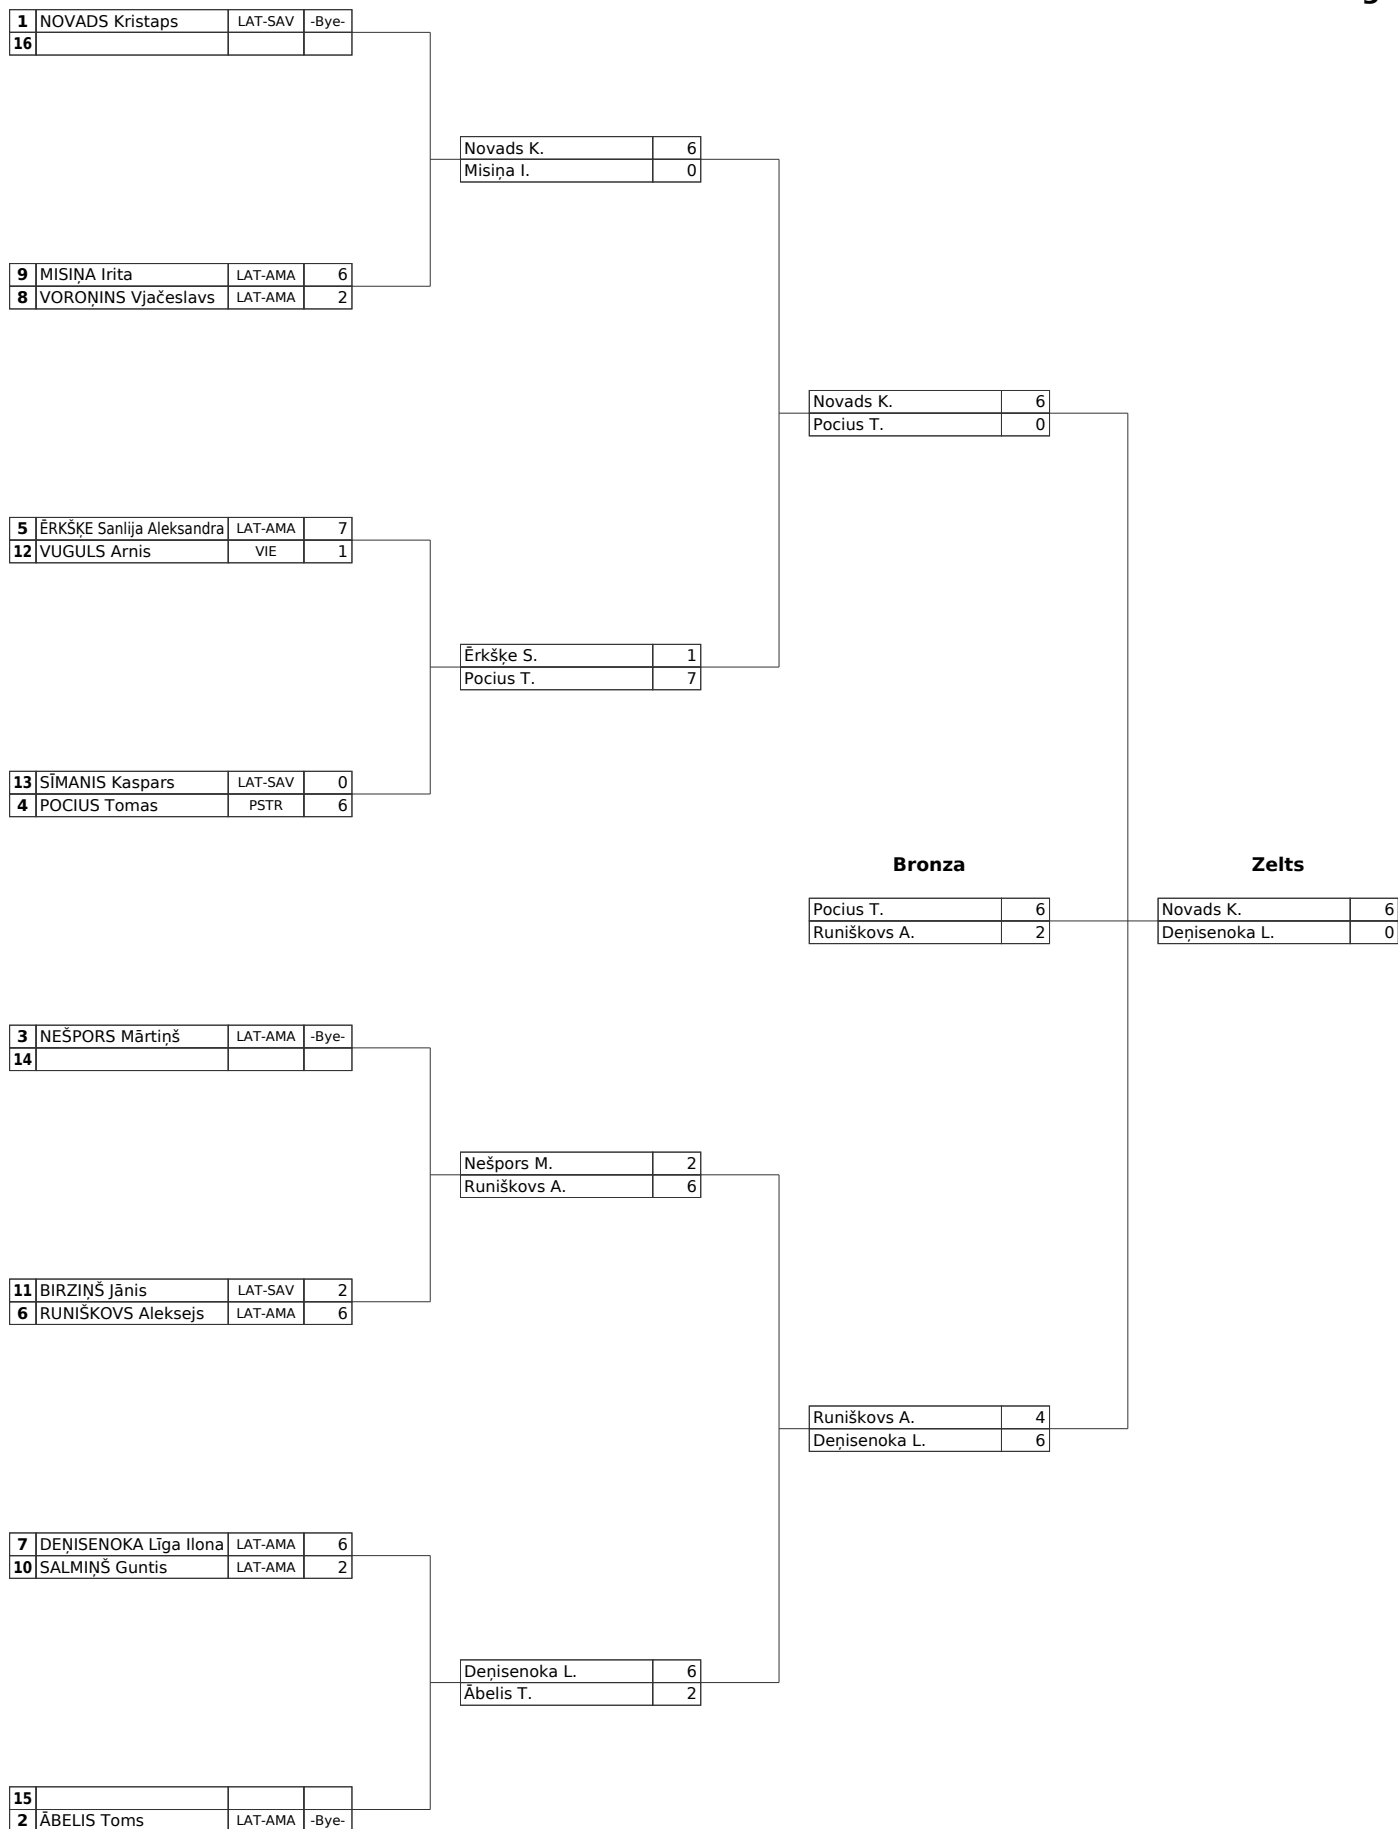 1 NOVADS Kristaps LAT-SAV -Bye-
16
Novads K. 6
Misiņa I. 0
9 MISIŅA Irita LAT-AMA 6
8 VOROŅINS Vjačeslavs LAT-AMA 2
Novads K. 6
Pocius T. 0
5 ĒRKŠĶE Sanlija Aleksandra LAT-AMA 7
12 VUGULS Arnis VIE 1
Ērkšķe S. 1
Pocius T. 7
13 SĪMANIS Kaspars LAT-SAV 0
4 POCIUS Tomas PSTR 6
Bronza Zelts
Pocius T. 6 Novads K. 6
Runiškovs A. 2 Deņisenoka L. 0
3 NEŠPORS Mārtiņš LAT-AMA -Bye-
14
Nešpors M. 2
Runiškovs A. 6
11 BIRZIŅŠ Jānis LAT-SAV 2
6 RUNIŠKOVS Aleksejs LAT-AMA 6
Runiškovs A. 4
Deņisenoka L. 6
7 DEŅISENOKA Līga Ilona LAT-AMA 6
10 SALMIŅŠ Guntis LAT-AMA 2
Deņisenoka L. 6
Ābelis T. 2
15
2 ĀBELIS Toms LAT-AMA -Bye-